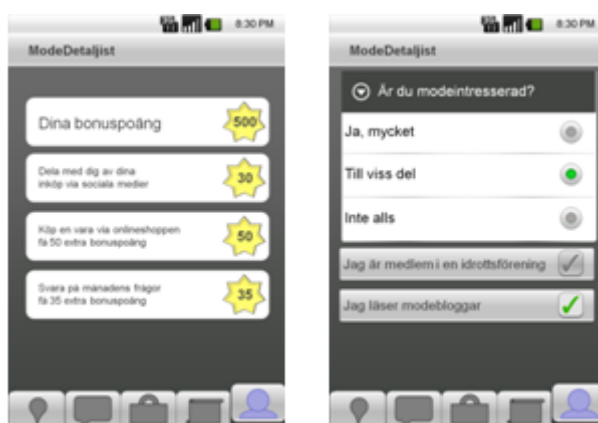 8:30 PM
ModeDetaljist
Dina bonuspoäng
500
Dela med dig av dina
inköp via sociala medier
30
Köp en vara via onlineshoppen
få 50 extra bonuspoäng
50
Svara på månadens frågor
få 35 extra bonuspoäng
35
8:30 PM
ModeDetaljist
Är du modeintresserad?
Ja, mycket
Till viss del
Inte alls
Jag är medlem i en idrottsförening
Jag läser modebloggar